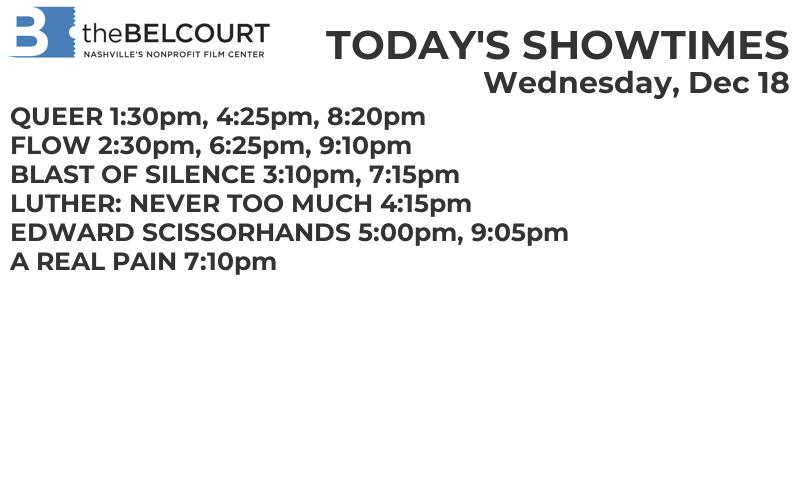 B theBELCOURT
NASHVILLE'S NONPROFIT FILM CENTER
TODAY'S SHOWTIMES
Wednesday, Dec 18
QUEER 1:30pm, 4:25pm, 8:20pm
FLOW 2:30pm, 6:25pm, 9:10pm
BLAST OF SILENCE 3:10pm, 7:15pm
LUTHER: NEVER TOO MUCH 4:15pm
EDWARD SCISSORHANDS 5:00pm, 9:05pm
A REAL PAIN 7:10pm